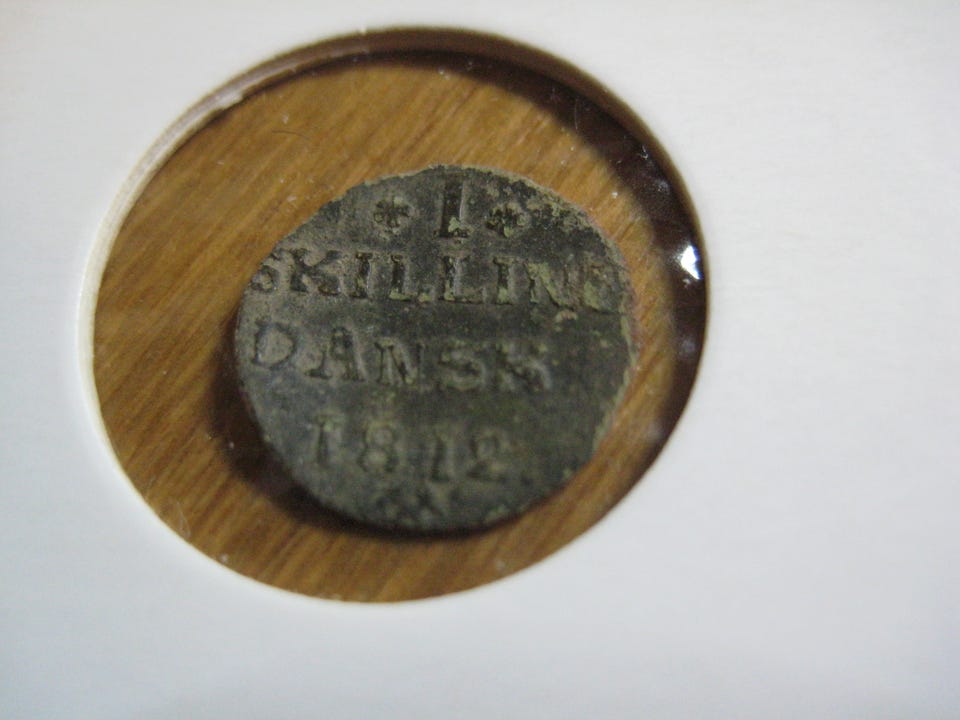 1
SKILLING
DANSK
1812